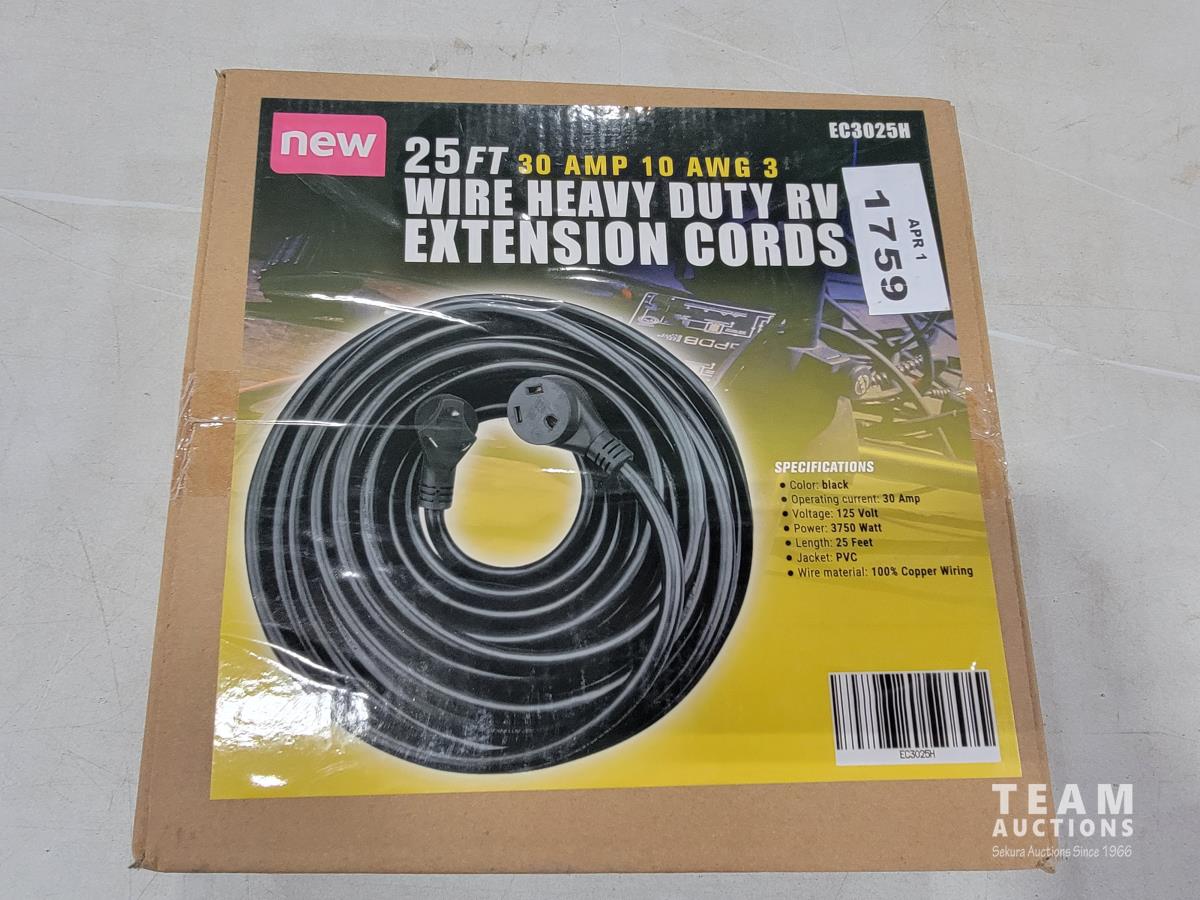 new
EC3025H
25 FT 30 AMP 10 AWG 3
WIRE HEAVY DUTY RV
EXTENSION CORDS
APR 1
1759
SPECIFICATIONS
• Color: black
• Operating current: 30 Amp
• Voltage: 125 Volt
• Power: 3750 Watt
• Length: 25 Feet
• Jacket: PVC
• Wire material: 100% Copper Wiring
EC3025H
TEAM
AUCTIONS
Sekura Auctions Since 1966